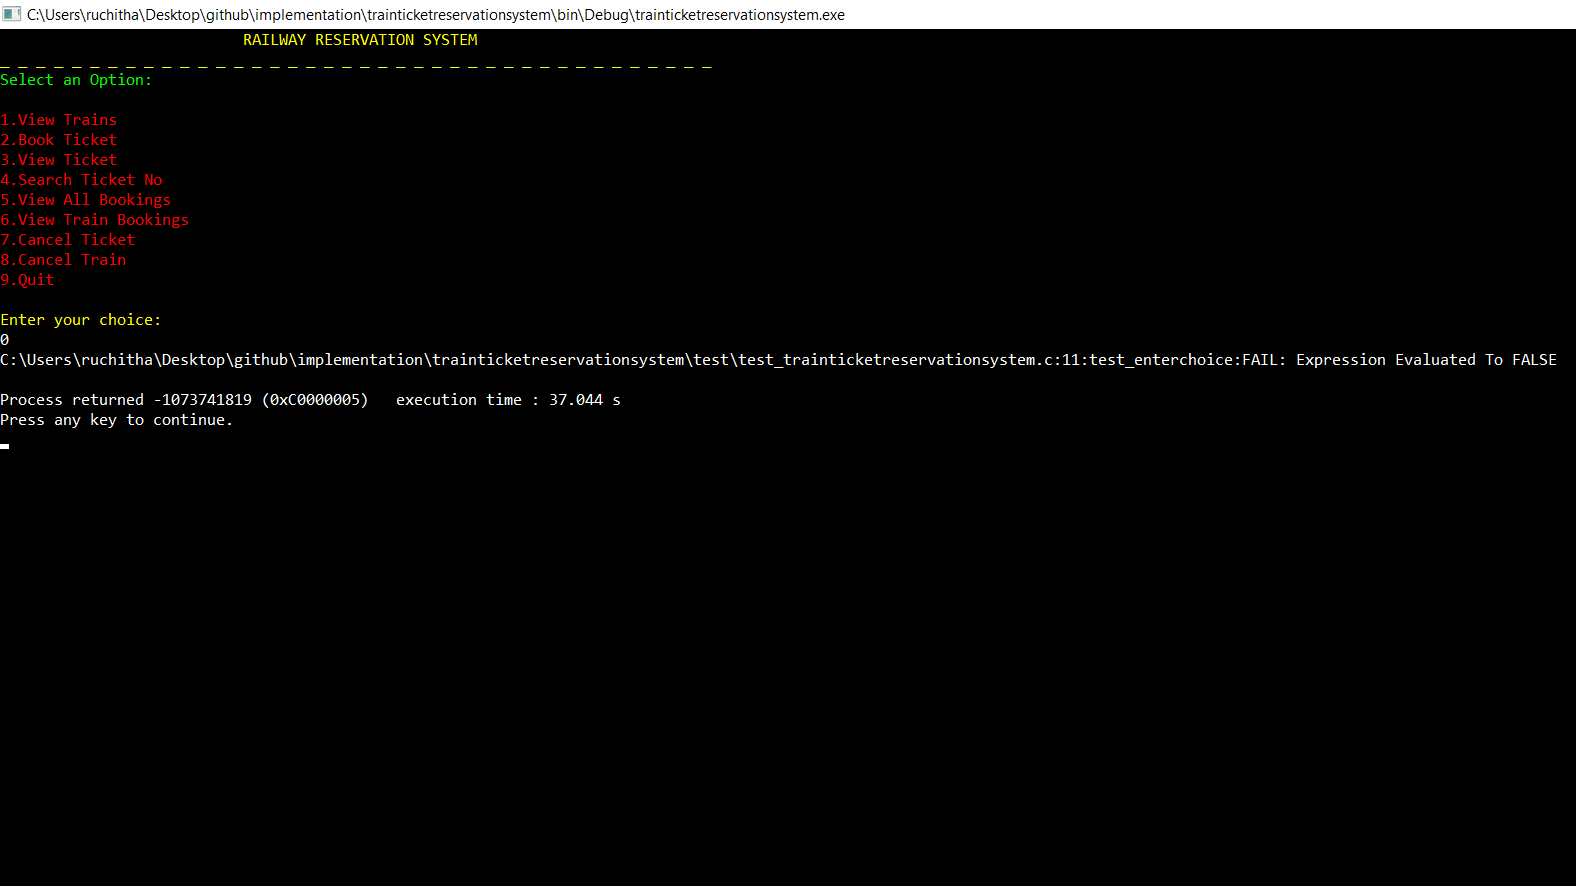 C:\Users\ruchitha\Desktop\github\implementation\trainticketreservationsystem\bin\Debug\trainticketreservationsystem.exe
RAILWAY RESERVATION SYSTEM
_ _ _ _ _ _ _ _ _ _ _ _ _ _ _ _ _ _ _ _ _ _ _ _ _ _ _ _ _ _ _ _ _ _ _ _ _ _ _ _
Select an Option:
1.View Trains
2.Book Ticket
3.View Ticket
4.Search Ticket No
5.View All Bookings
6.View Train Bookings
7.Cancel Ticket
8.Cancel Train
9.Quit
Enter your choice:
0
C:\Users\ruchitha\Desktop\github\implementation\trainticketreservationsystem\test\test_trainticketreservationsystem.c:11:test_enterchoice:FAIL: Expression Evaluated To FALSE
Process returned -1073741819 (0xC0000005)   execution time : 37.044 s
Press any key to continue.